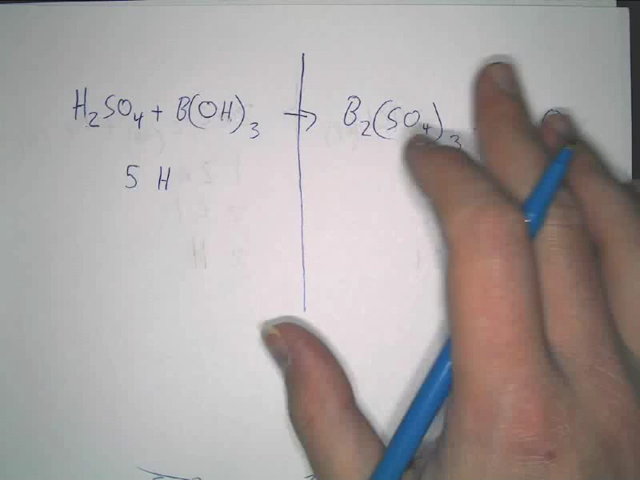 H₂SO₄ + B(OH)₃ → B₂(SO₄)₃
5 H